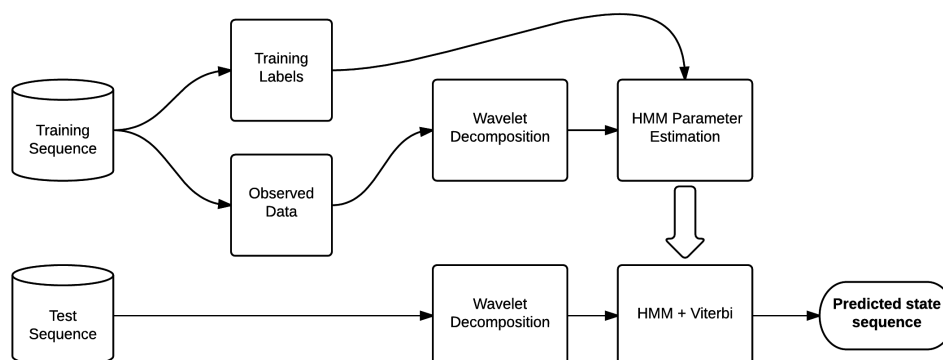 Training
Labels
Training
Sequence
Wavelet
Decomposition
HMM Parameter
Estimation
Observed
Data
Test
Sequence
Wavelet
Decomposition
HMM + Viterbi
Predicted state
sequence